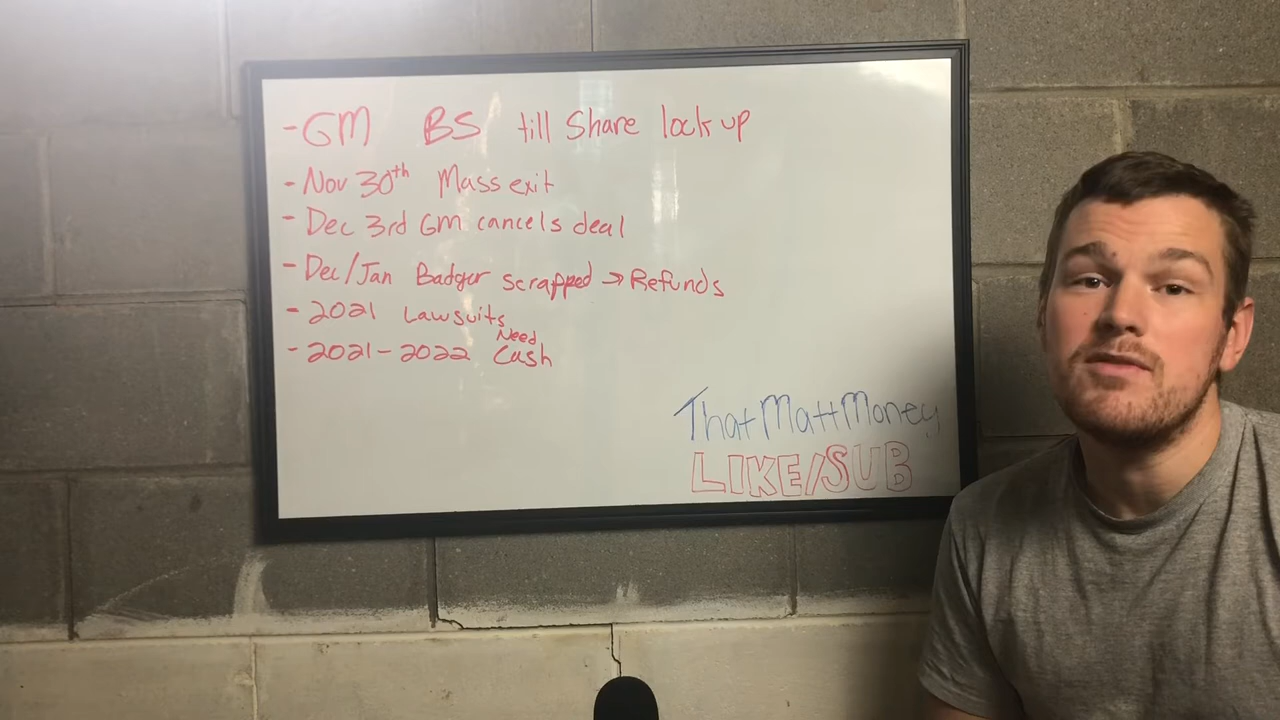 - GM BS till Share lock up
- Nov 30th Mass exit
- Dec 3rd GM cancels deal
- Dec/Jan Badger scrapped → Refunds
- 2021 Lawsuits
- 2021-2022 Need Cash
ThatMattMoney
LIKE/SUB